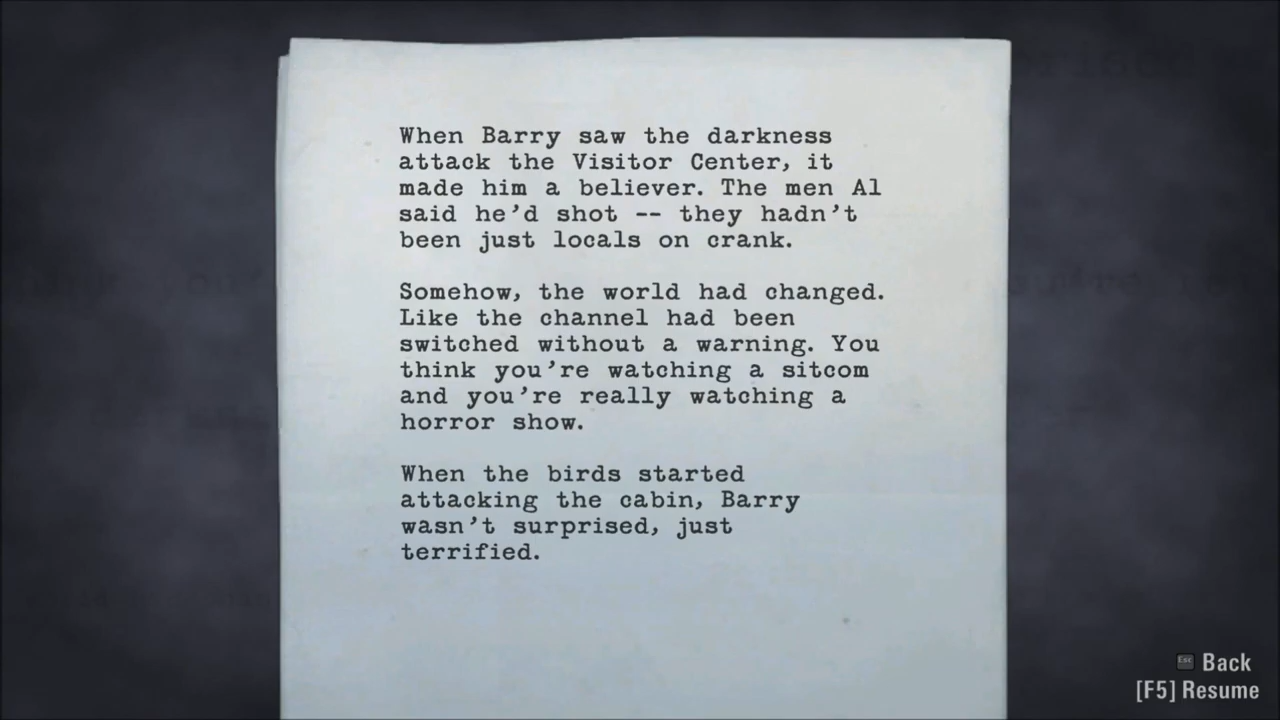 When Barry saw the darkness
attack the Visitor Center, it
made him a believer. The men Al
said he’d shot -- they hadn’t
been just locals on crank.
Somehow, the world had changed.
Like the channel had been
switched without a warning. You
think you’re watching a sitcom
and you’re really watching a
horror show.
When the birds started
attacking the cabin, Barry
wasn’t surprised, just
terrified.
Esc Back
[F5] Resume